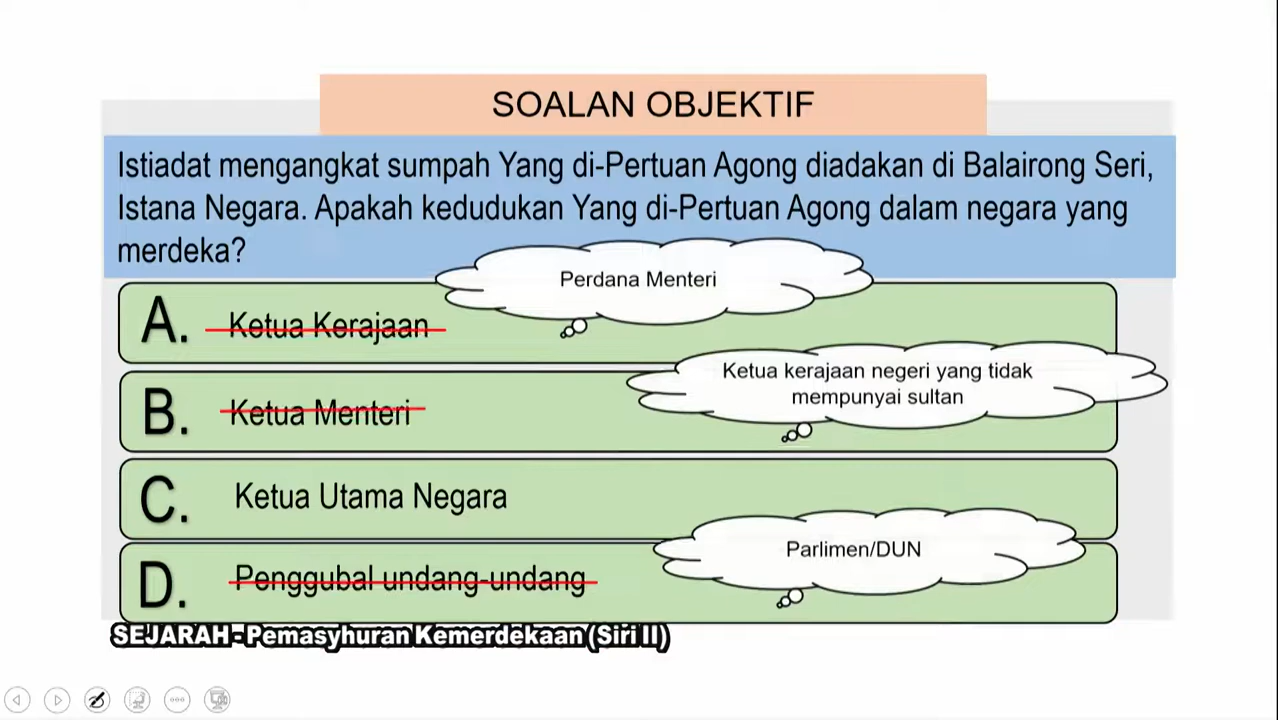 SOALAN OBJEKTIF
Istiadat mengangkat sumpah Yang di-Pertuan Agong diadakan di Balairong Seri,
Istana Negara. Apakah kedudukan Yang di-Pertuan Agong dalam negara yang
merdeka?
Perdana Menteri
A. Ketua Kerajaan
Ketua kerajaan negeri yang tidak
mempunyai sultan
B. Ketua Menteri
C. Ketua Utama Negara
Parlimen/DUN
D. Penggubal undang-undang
SEJARAH - Pemasyhuran Kemerdekaan (Siri II)